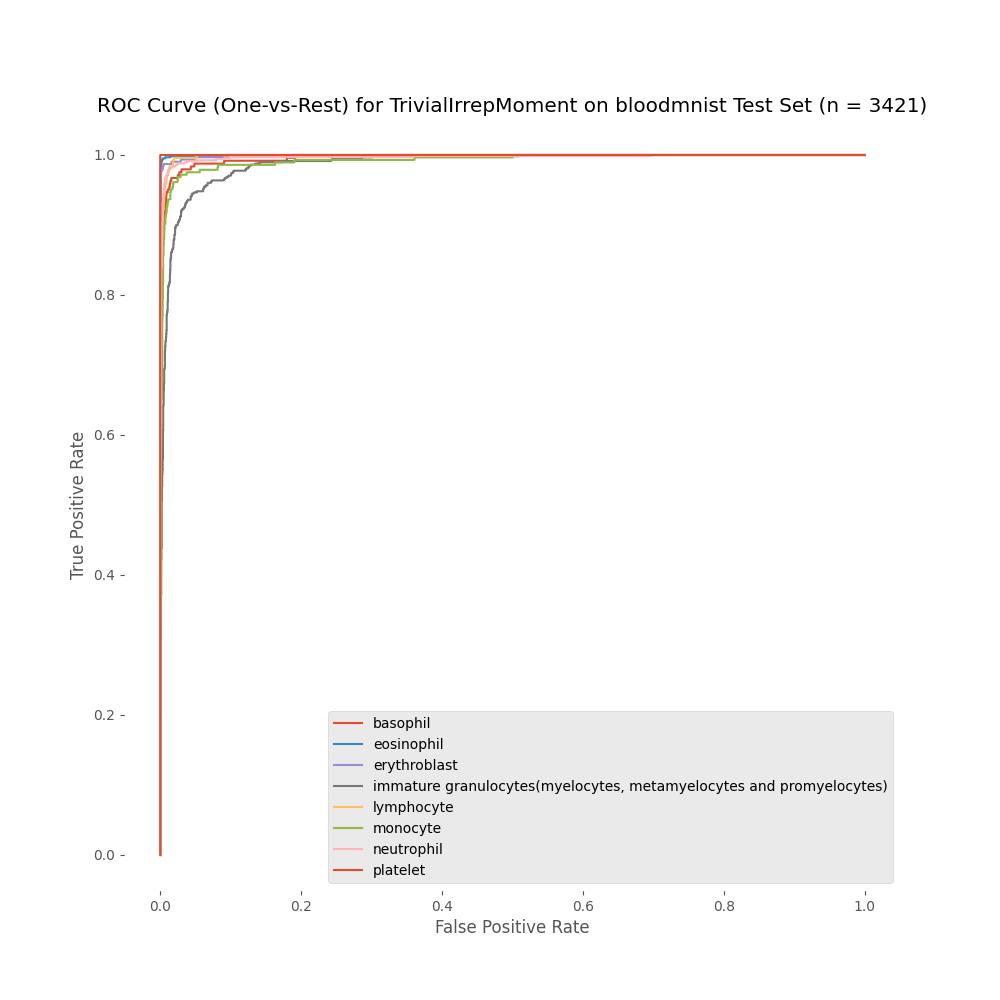 ROC Curve (One-vs-Rest) for TrivialIrrepMoment on bloodmnist Test Set (n = 3421)
True Positive Rate
1.0
0.8
0.6
0.4
0.2
0.0
basophil
eosinophil
erythroblast
immature granulocytes(myelocytes, metamyelocytes and promyelocytes)
lymphocyte
monocyte
neutrophil
platelet
0.0 0.2 0.4 0.6 0.8 1.0
False Positive Rate